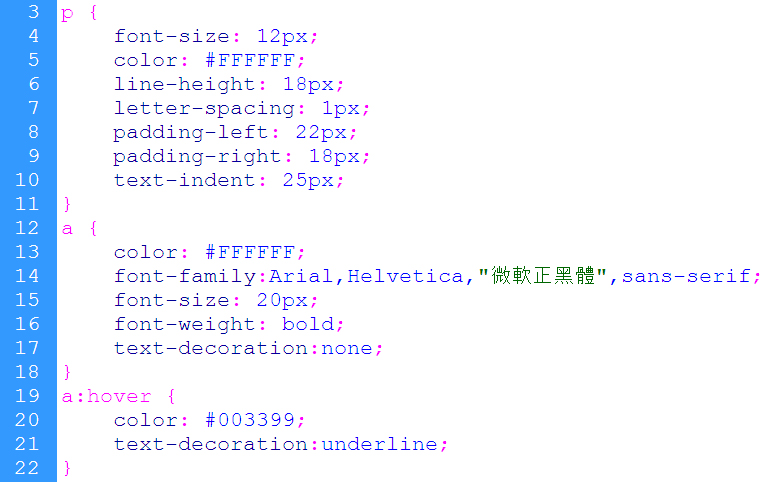 3 p {
4     font-size: 12px;
5     color: #FFFFFF;
6     line-height: 18px;
7     letter-spacing: 1px;
8     padding-left: 22px;
9     padding-right: 18px;
10     text-indent: 25px;
11 }
12 a {
13     color: #FFFFFF;
14     font-family:Arial,Helvetica,"微軟正黑體",sans-serif;
15     font-size: 20px;
16     font-weight: bold;
17     text-decoration:none;
18 }
19 a:hover {
20     color: #003399;
21     text-decoration:underline;
22 }